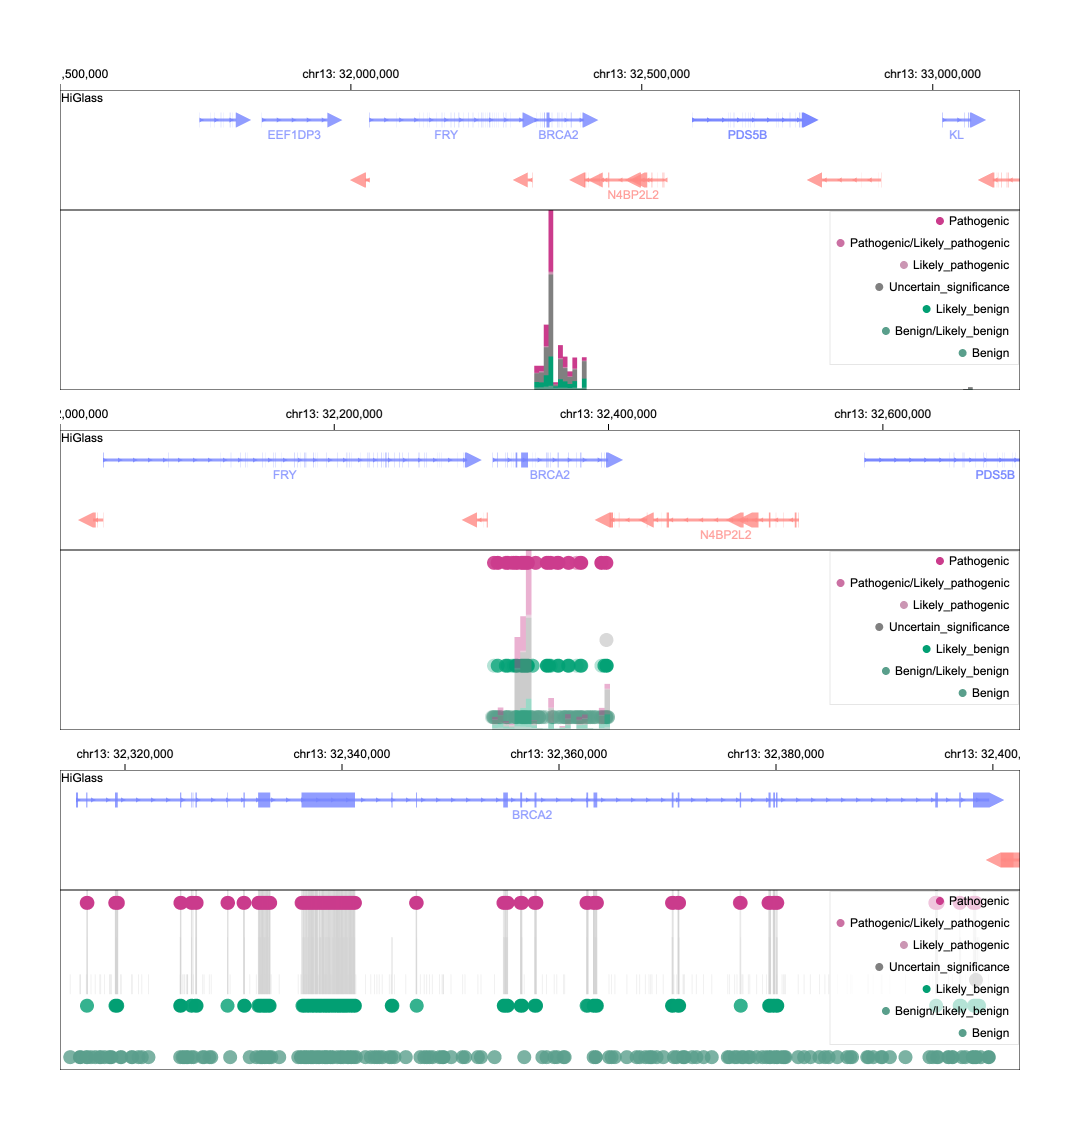 ,500,000 chr13: 32,000,000 chr13: 32,500,000 chr13: 33,000,000
HiGlass
EEF1DP3 FRY BRCA2 PDS5B KL
N4BP2L2
Pathogenic
Pathogenic/Likely_pathogenic
Likely_pathogenic
Uncertain_significance
Likely_benign
Benign/Likely_benign
Benign
,000,000 chr13: 32,200,000 chr13: 32,400,000 chr13: 32,600,000
HiGlass
FRY BRCA2 PDS5B
N4BP2L2
Pathogenic
Pathogenic/Likely_pathogenic
Likely_pathogenic
Uncertain_significance
Likely_benign
Benign/Likely_benign
Benign
chr13: 32,320,000 chr13: 32,340,000 chr13: 32,360,000 chr13: 32,380,000 chr13: 32,400,
HiGlass
BRCA2
Pathogenic
Pathogenic/Likely_pathogenic
Likely_pathogenic
Uncertain_significance
Likely_benign
Benign/Likely_benign
Benign